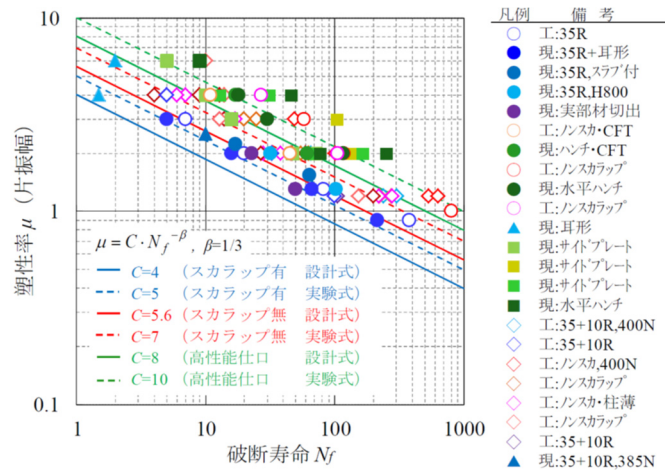 凡例 備 考
10
1
0.1
塑性率 μ (片振幅)
1 10 100 1000
破断寿命 Nf
μ = C・Nf^-β , β=1/3
C=4 (スカラップ有 設計式)
C=5 (スカラップ有 実験式)
C=5.6 (スカラップ無 設計式)
C=7 (スカラップ無 実験式)
C=8 (高性能仕口 設計式)
C=10 (高性能仕口 実験式)
工:35R
現:35R+耳形
現:35R,スラブ付
現:35R,H800
現:実部材切出
工:ノンスカ・CFT
現:ハンチ・CFT
工:ノンスカラップ
現:水平ハンチ
工:ノンスカラップ
現:耳形
現:サイドプレート
現:サイドプレート
現:サイドプレート
現:水平ハンチ
工:35+10R,400N
工:35+10R
工:ノンスカ,400N
工:ノンスカラップ
工:ノンスカ・柱薄
工:ノンスカラップ
工:35+10R
現:35+10R,385N